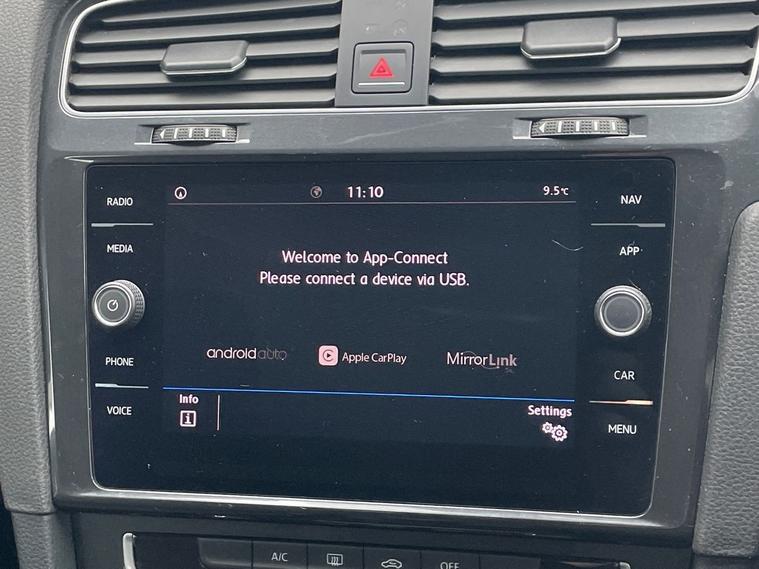 RADIO
MEDIA
PHONE
VOICE
11:10
9.5°C
Welcome to App-Connect
Please connect a device via USB.
androidauto
Apple CarPlay
MirrorLink
Info
Settings
NAV
APP
CAR
MENU
A/C
OFF